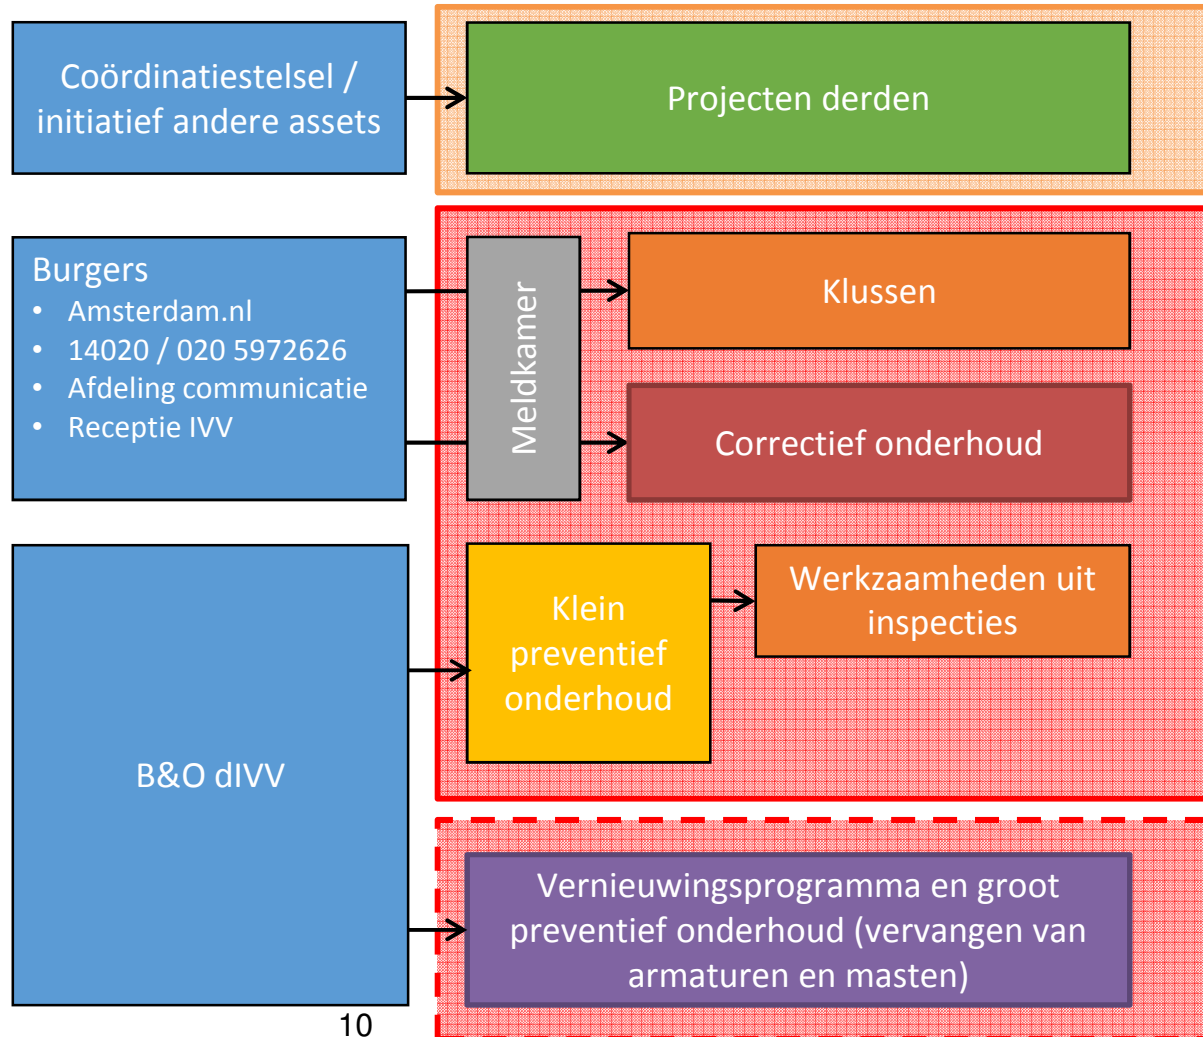 Coördinatiestelsel /
initiatief andere assets
Projecten derden
Burgers
• Amsterdam.nl
• 14020 / 020 5972626
• Afdeling communicatie
• Receptie IVV
Meldkamer
Klussen
Correctief onderhoud
B&O dIVV
Klein
preventief
onderhoud
Werkzaamheden uit
inspecties
Vernieuwingsprogramma en groot
preventief onderhoud (vervangen van
armaturen en masten)
10